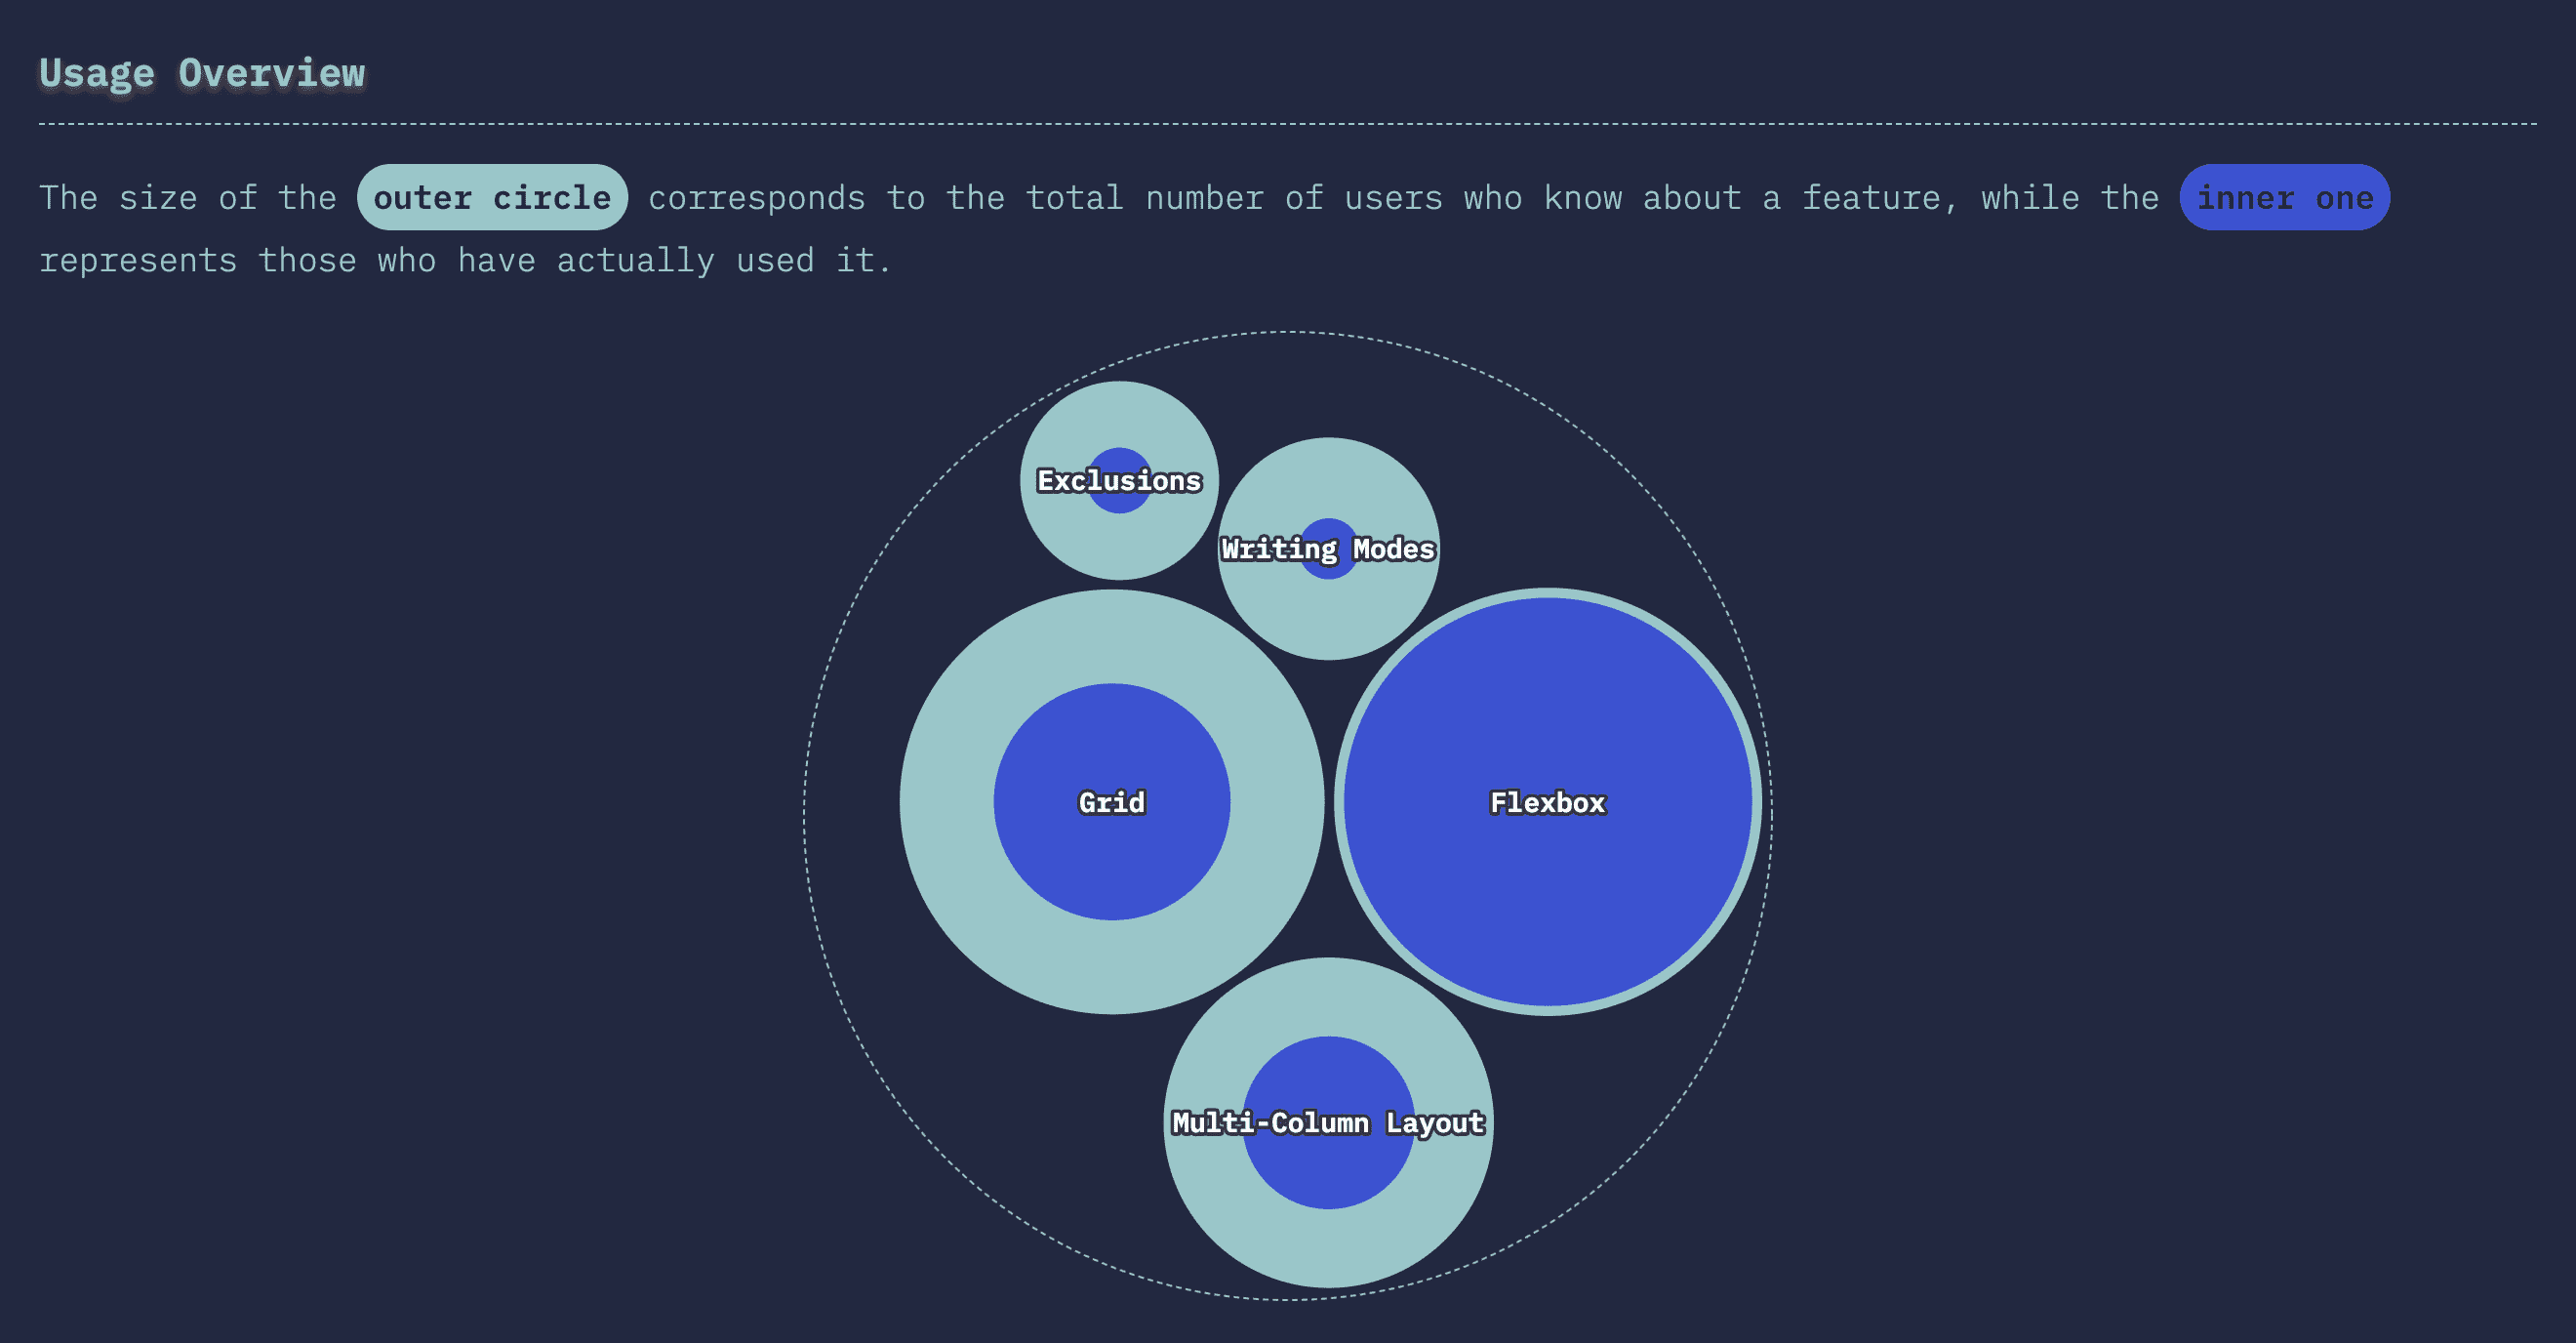 Usage Overview
The size of the outer circle corresponds to the total number of users who know about a feature, while the inner one
represents those who have actually used it.
Exclusions
Writing Modes
Grid
Flexbox
Multi-Column Layout